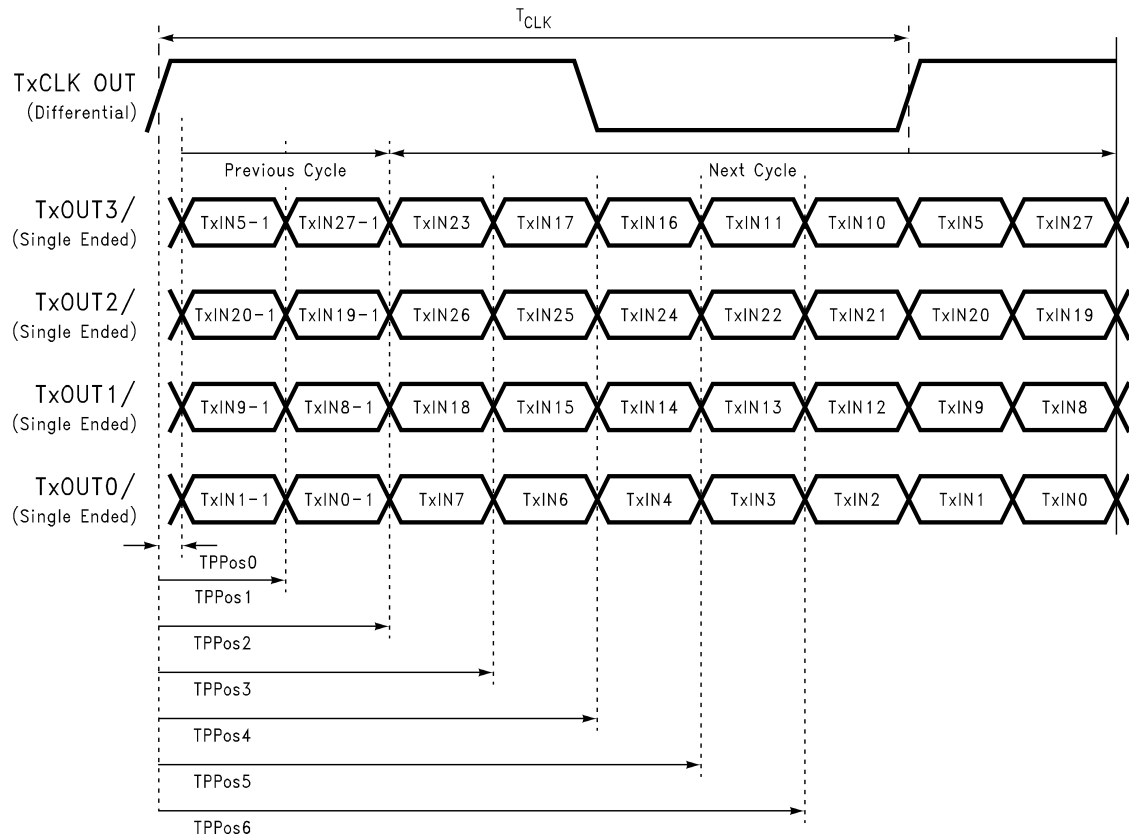 TCLK
TxCLK OUT
(Differential)
Previous Cycle
Next Cycle
TxOUT3/
(Single Ended)
TxIN5-1 TxIN27-1 TxIN23 TxIN17 TxIN16 TxIN11 TxIN10 TxIN5 TxIN27
TxOUT2/
(Single Ended)
TxIN20-1 TxIN19-1 TxIN26 TxIN25 TxIN24 TxIN22 TxIN21 TxIN20 TxIN19
TxOUT1/
(Single Ended)
TxIN9-1 TxIN8-1 TxIN18 TxIN15 TxIN14 TxIN13 TxIN12 TxIN9 TxIN8
TxOUT0/
(Single Ended)
TxIN1-1 TxIN0-1 TxIN7 TxIN6 TxIN4 TxIN3 TxIN2 TxIN1 TxIN0
TPPos0
TPPos1
TPPos2
TPPos3
TPPos4
TPPos5
TPPos6